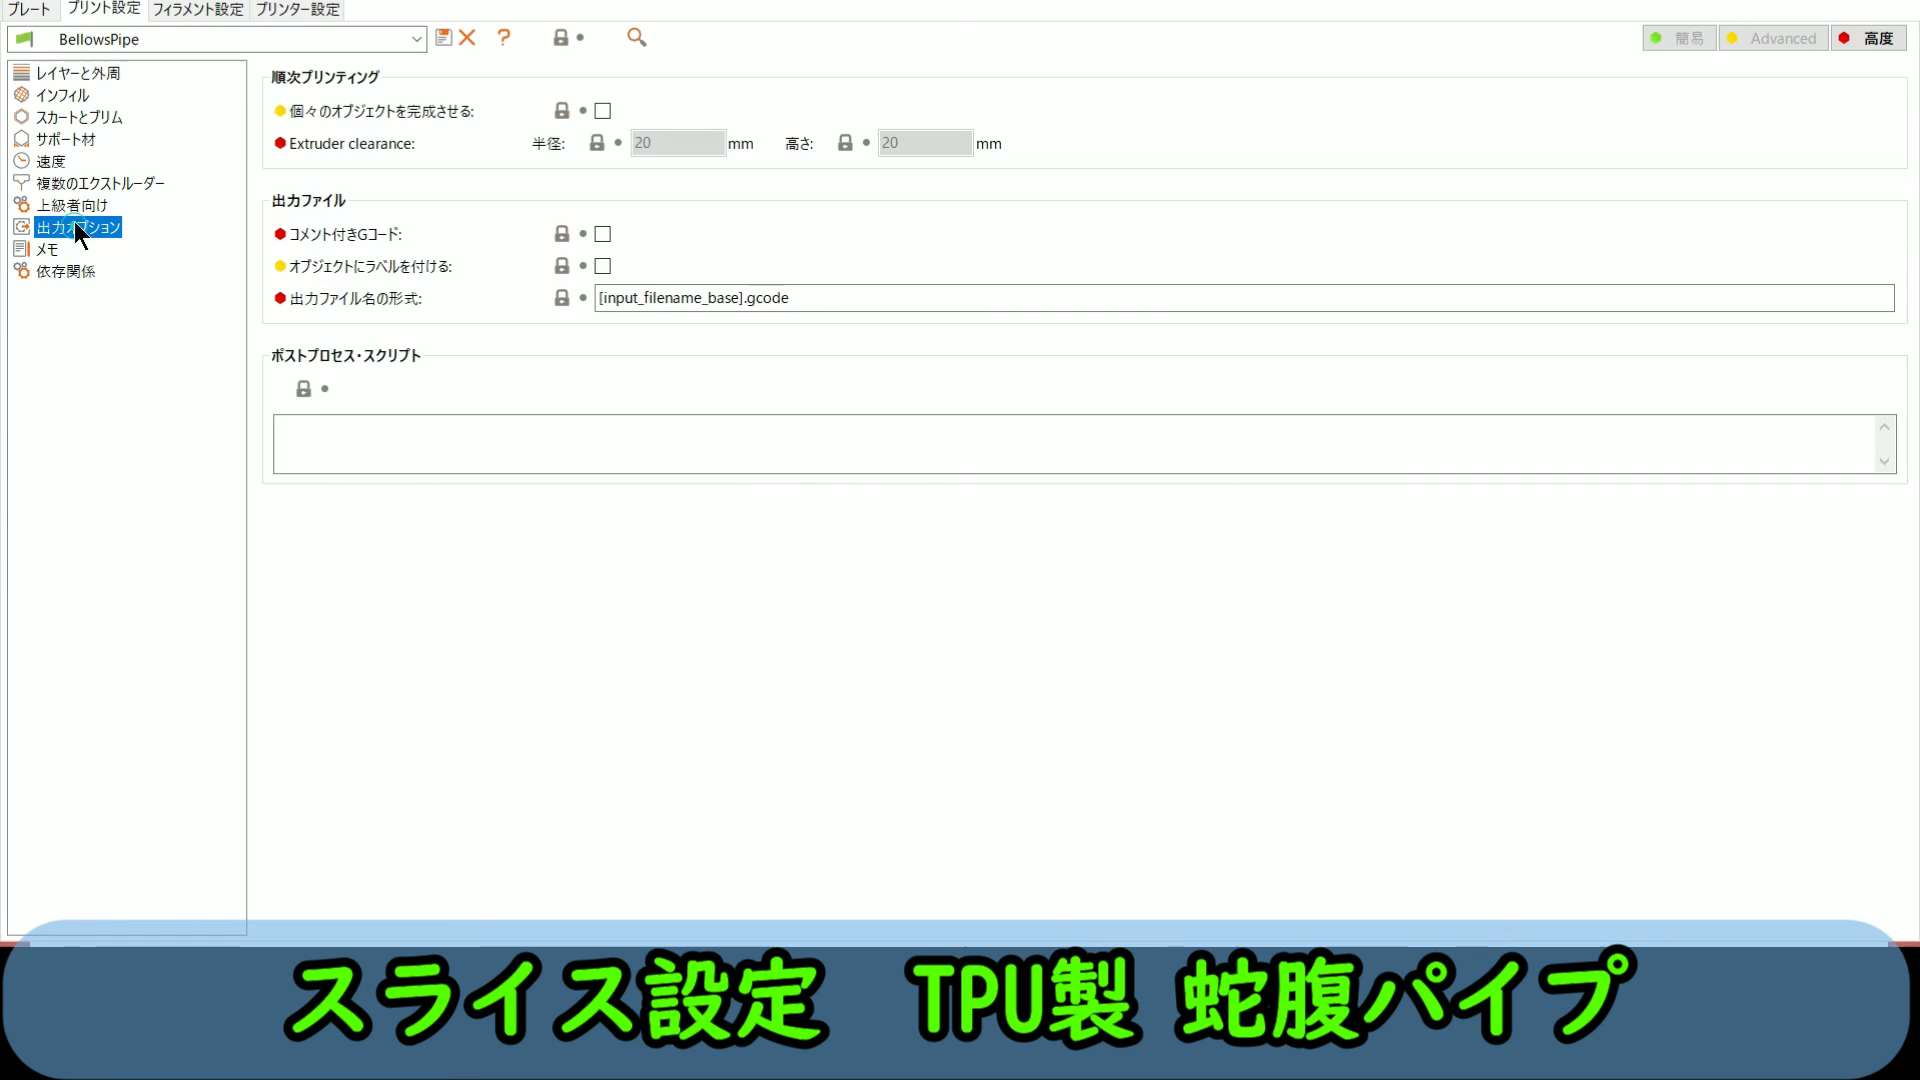 プレート プリント設定 フィラメント設定 プリンター設定
BellowsPipe
簡易 Advanced 高度
レイヤーと外周
インフィル
スカートとブリム
サポート材
速度
複数のエクストルーダー
上級者向け
出力オプション
メモ
依存関係
順次プリンティング
個々のオブジェクトを完成させる:
Extruder clearance: 半径: 20 mm 高さ: 20 mm
出力ファイル
コメント付きGコード:
オブジェクトにラベルを付ける:
出力ファイル名の形式: [input_filename_base].gcode
ポストプロセス・スクリプト
スライス設定 TPU製 蛇腹パイプ